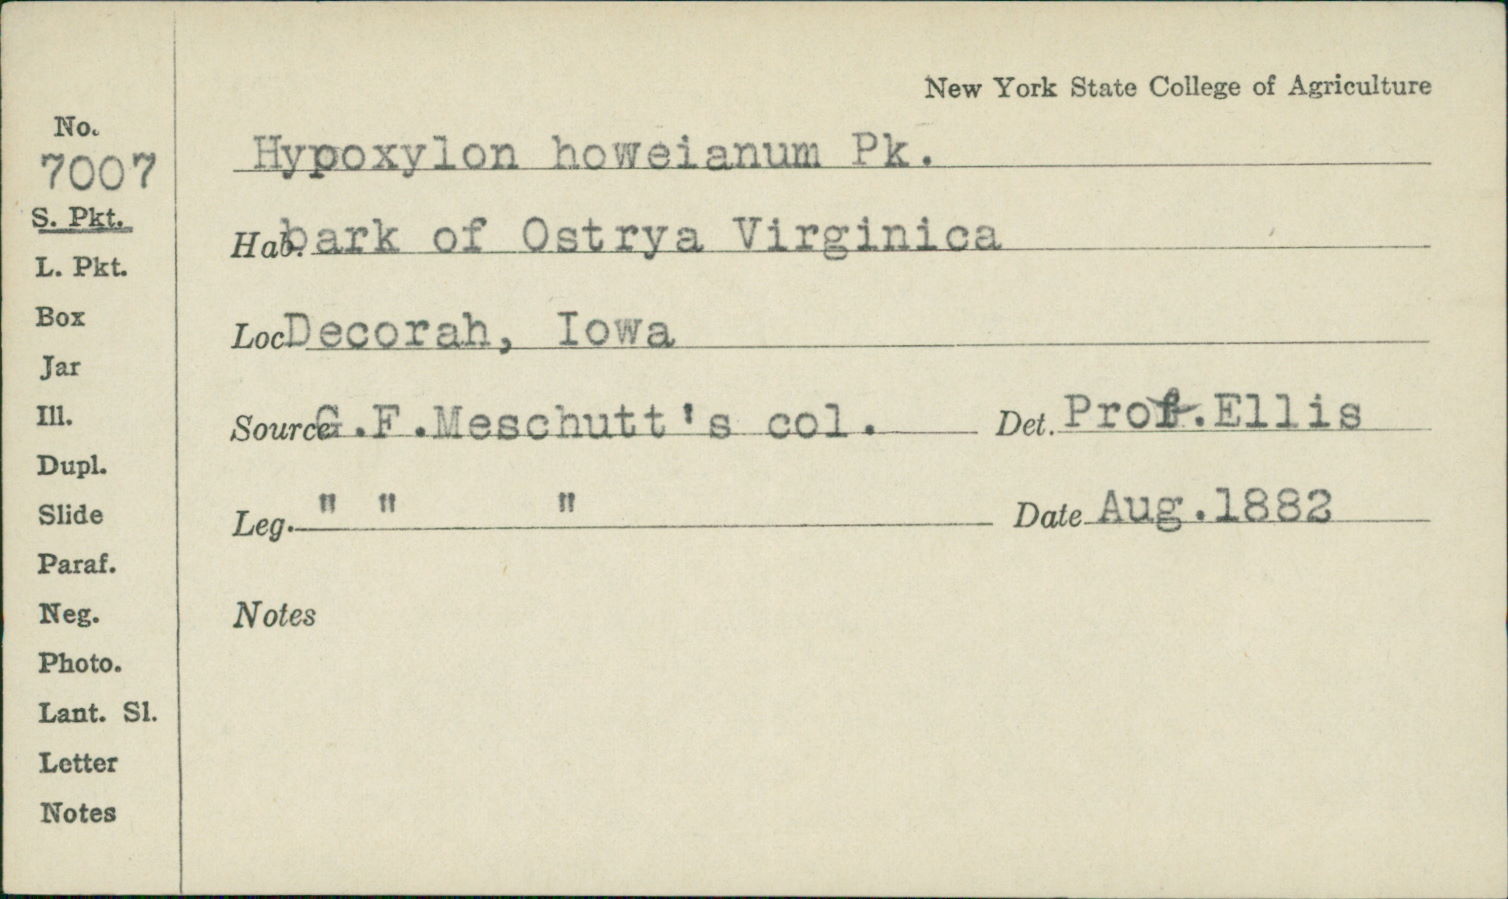 New York State College of Agriculture
No.
7007
S. Pkt.
L. Pkt.
Box
Jar
Ill.
Dupl.
Slide
Paraf.
Neg.
Photo.
Lant. Sl.
Letter
Notes
Hypoxylon howeianum Pk.
Hab. bark of Ostrya Virginica
Loc. Decorah, Iowa
Source G.F.Meschutt's col. Det. Prof.Ellis
Leg. " " " Date Aug.1882
Notes